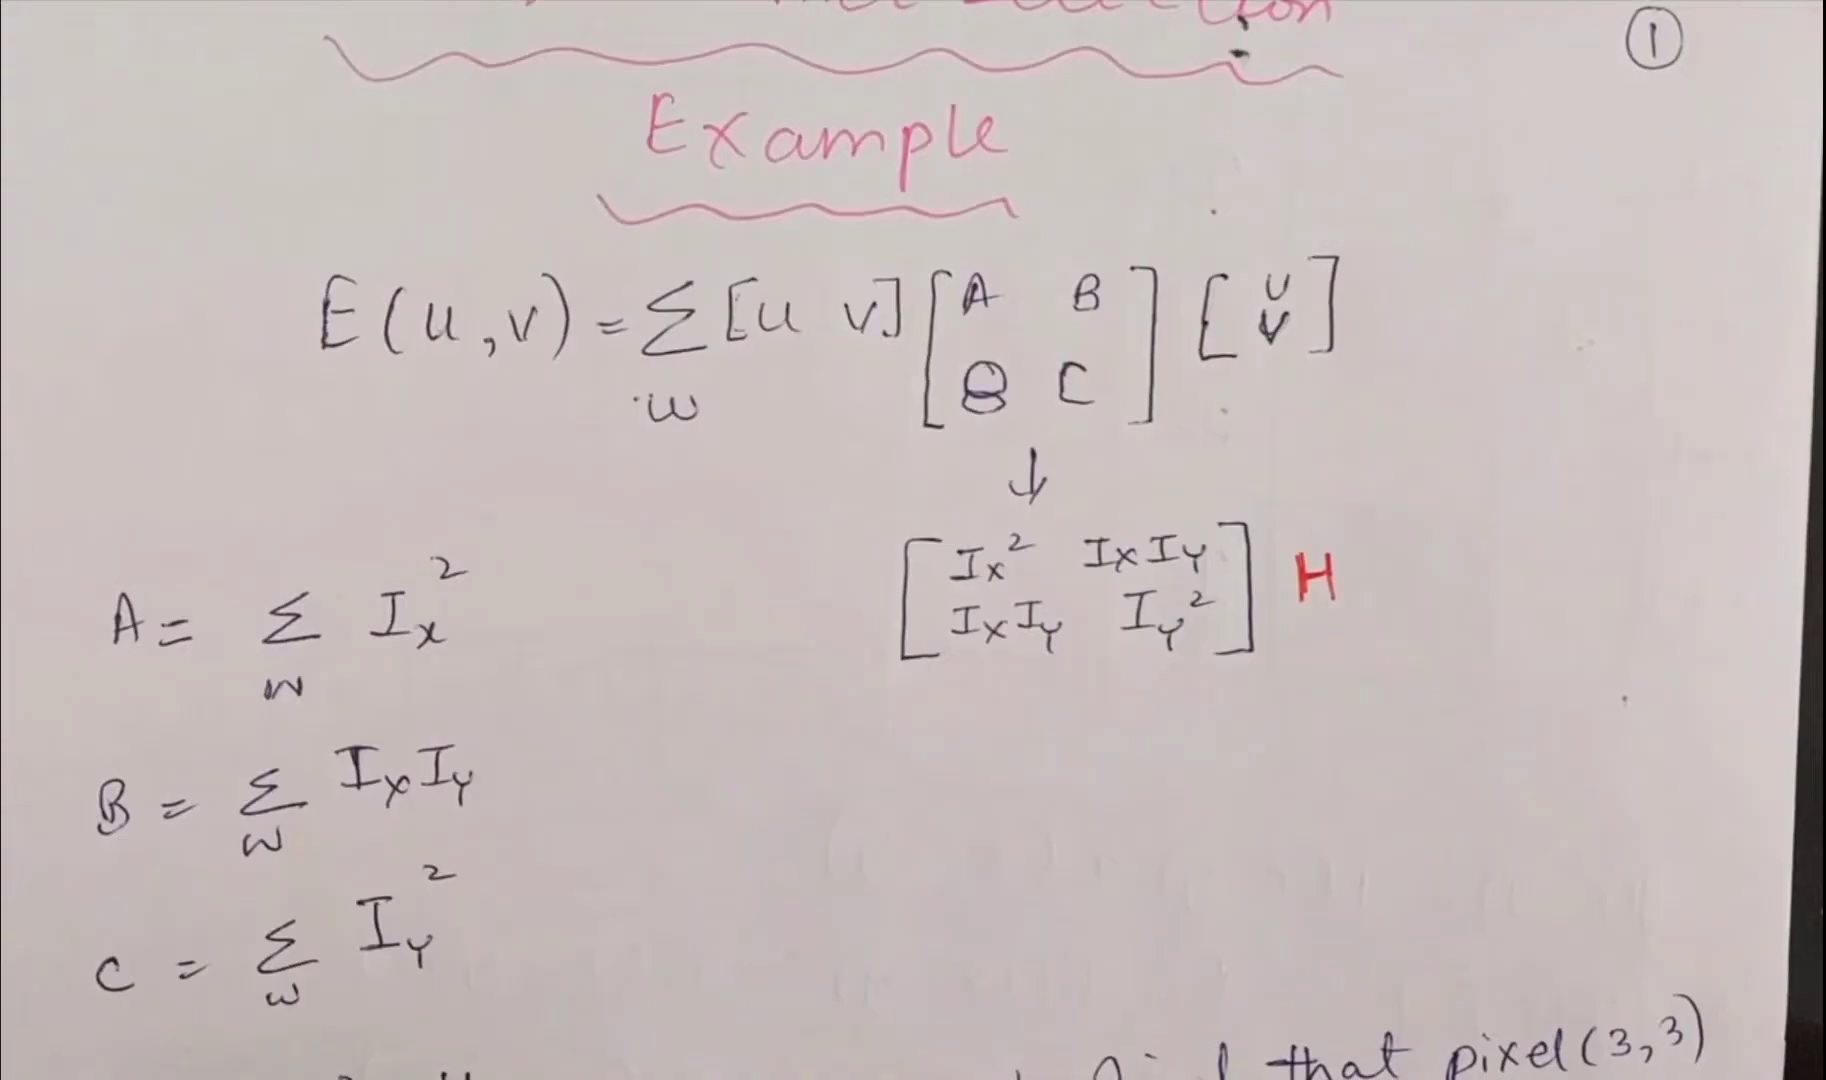 ①
Example
E(u,v) = Σ [u v] [A B] [u]
w [B C] [v]
↓
[Ix² IxIy] H
[IxIy Iy²]
A = Σ Ix²
w
B = Σ IxIy
w
C = Σ Iy²
w
that pixel (3,3)